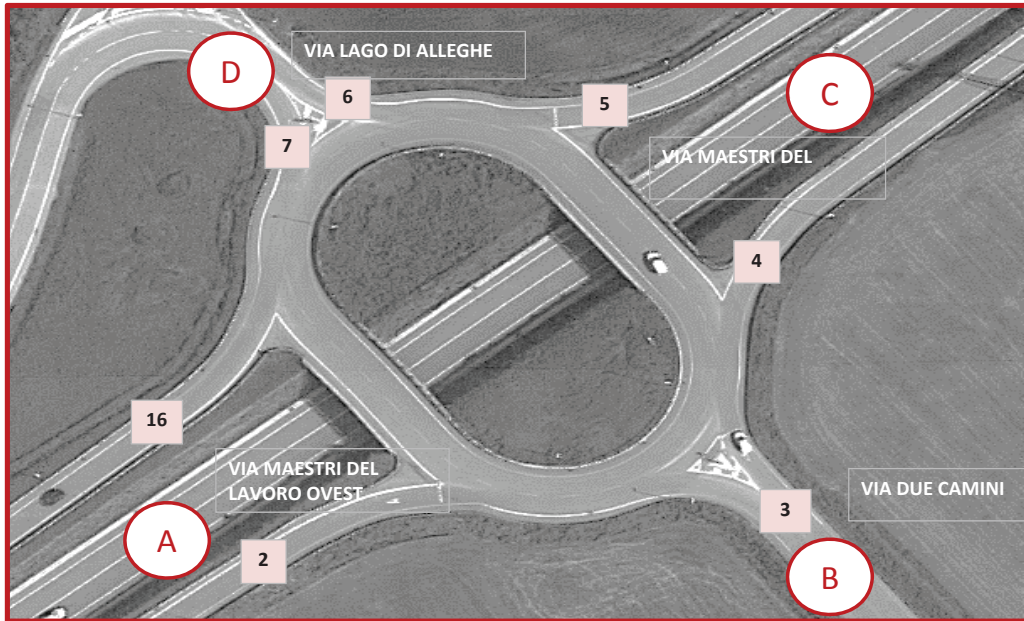 D
VIA LAGO DI ALLEGHE
6
5
C
7
VIA MAESTRI DEL
4
16
VIA MAESTRI DEL
LAVORO OVEST
VIA DUE CAMINI
3
A
2
B